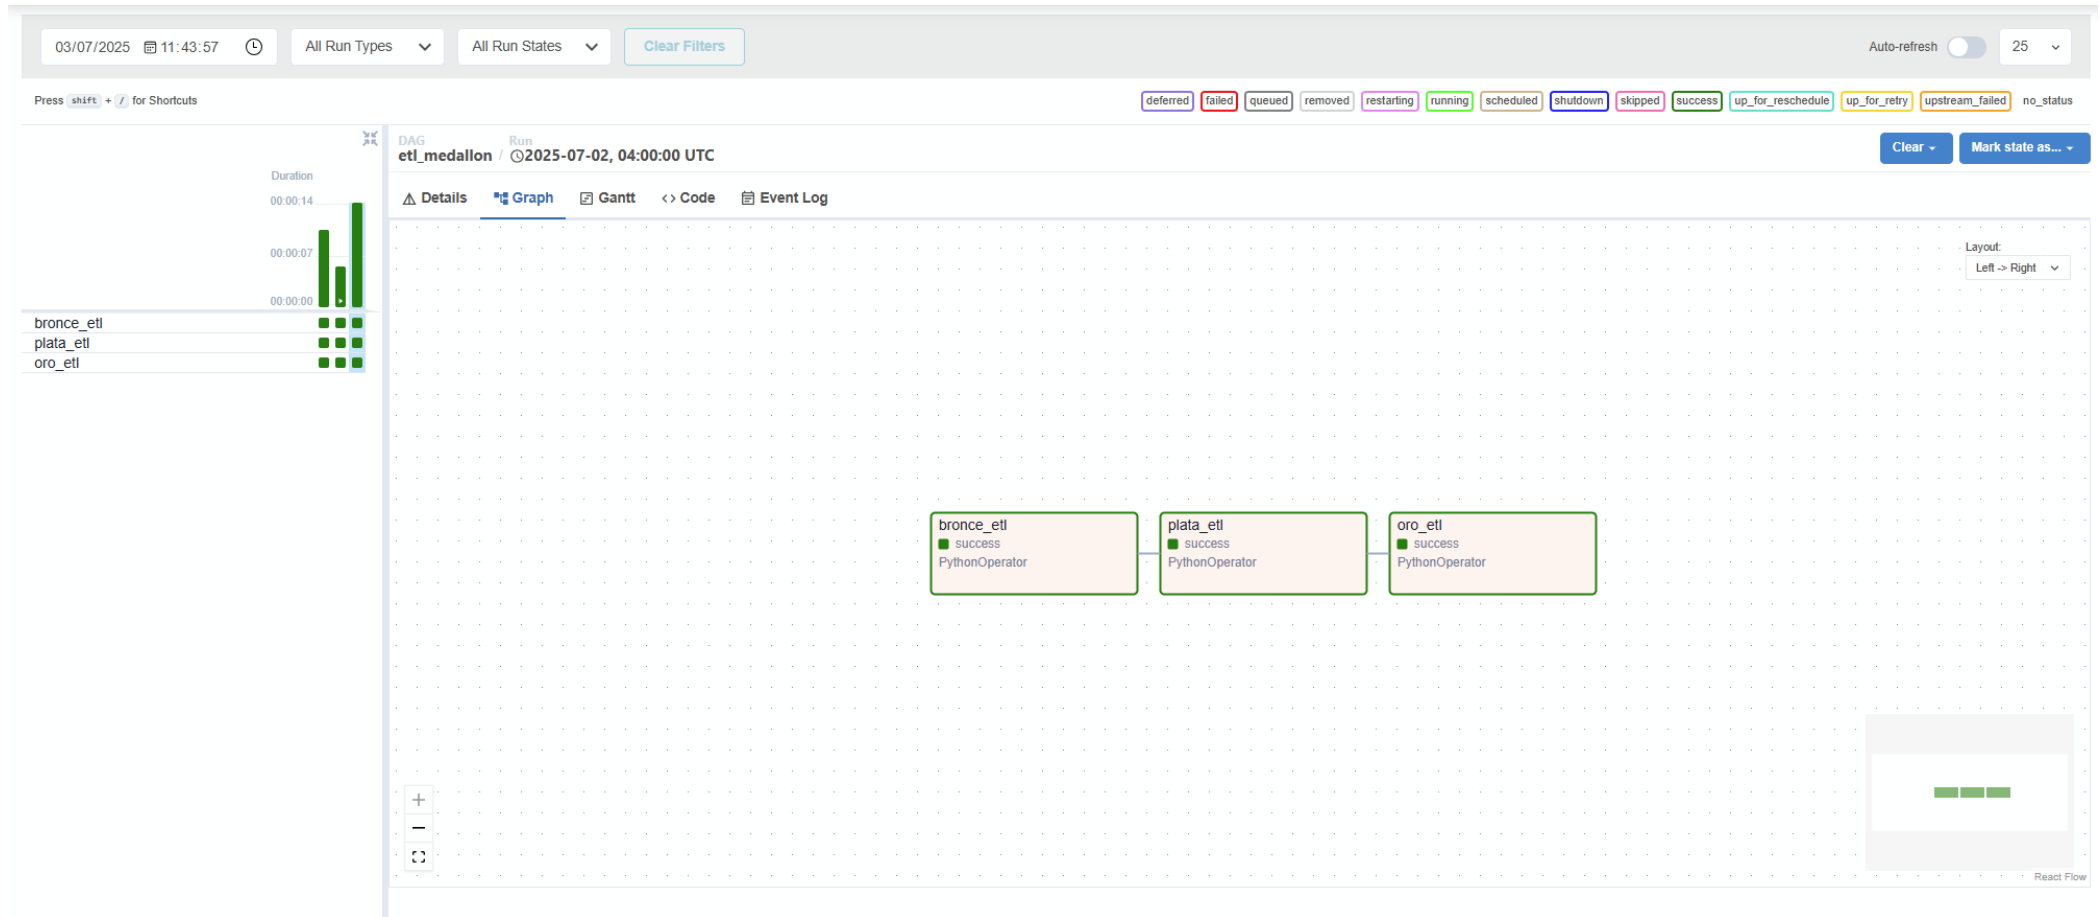 03/07/2025 11:43:57 All Run Types All Run States Clear Filters Auto-refresh 25
Press shift + / for Shortcuts deferred failed queued removed restarting running scheduled shutdown skipped success up_for_reschedule up_for_retry upstream_failed no_status
DAG Run
etl_medallon / 2025-07-02, 04:00:00 UTC Clear Mark state as...
Duration
00:00:14
00:00:07
00:00:00
bronce_etl
plata_etl
oro_etl
Details Graph Gantt <> Code Event Log
Layout:
Left -> Right
bronce_etl
success
PythonOperator
plata_etl
success
PythonOperator
oro_etl
success
PythonOperator
React Flow